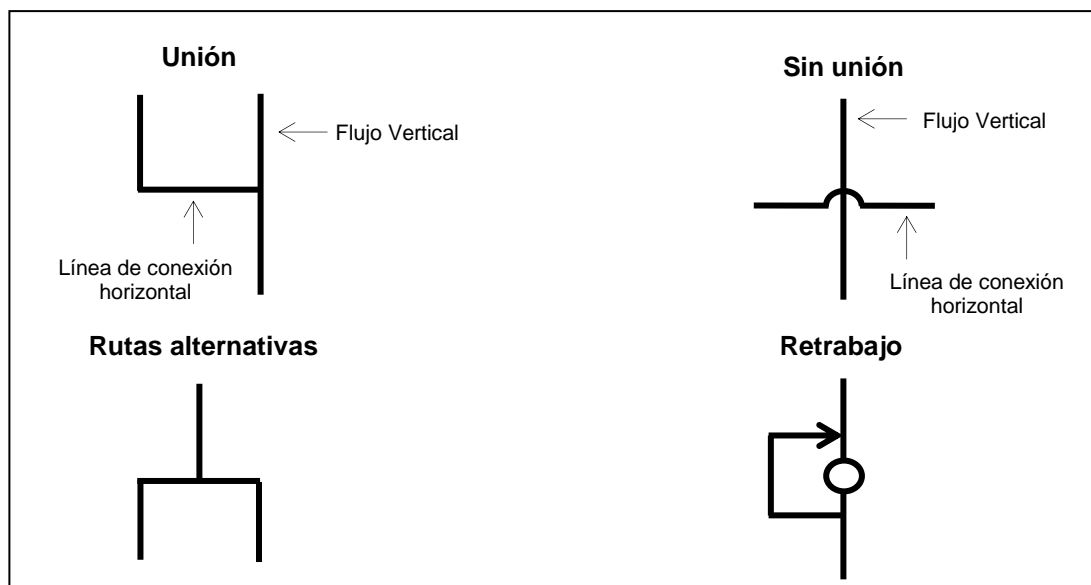 Unión
Flujo Vertical
Línea de conexión
horizontal
Sin unión
Flujo Vertical
Línea de conexión
horizontal
Rutas alternativas
Retrabajo